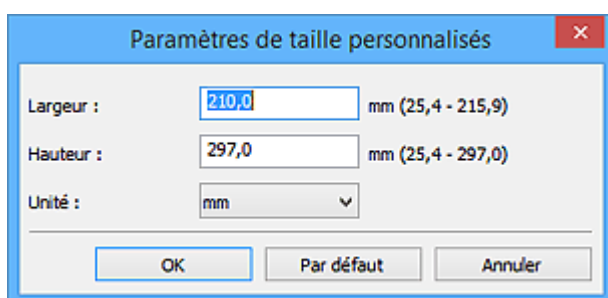 Paramètres de taille personnalisés
Largeur : 210,0 mm (25,4 - 215,9)
Hauteur : 297,0 mm (25,4 - 297,0)
Unité : mm
OK Par défaut Annuler